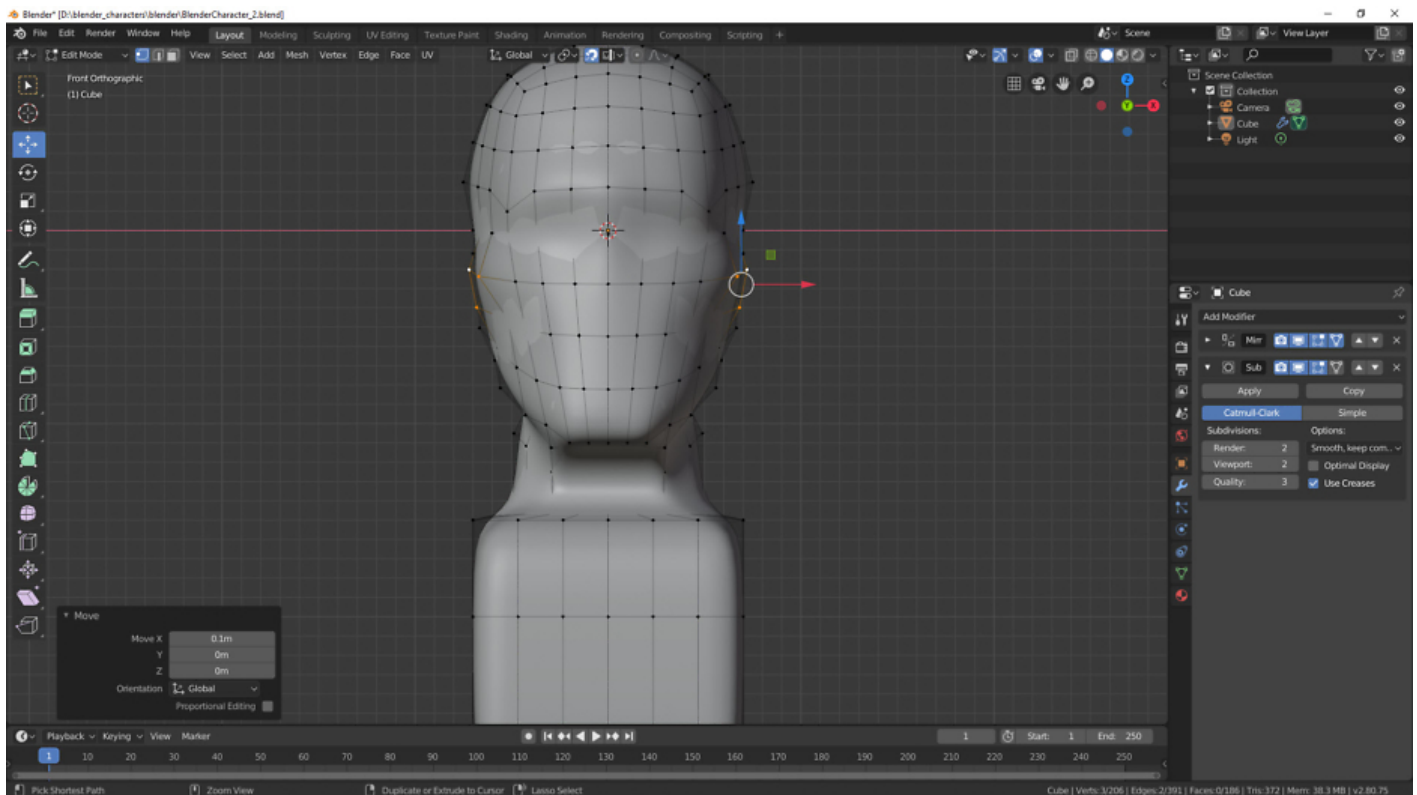 Blender* [D:\blender_characters\blender\BlenderCharacter_2.blend]
File Edit Render Window Help Layout Modeling Sculpting UV Editing Texture Paint Shading Animation Rendering Compositing Scripting + Scene View Layer
Edit Mode View Select Add Mesh Vertex Edge Face UV Global
Front Orthographic
(1) Cube
Z
Y
X
Scene Collection
Collection
Camera
Cube
Light
Cube
Add Modifier
Mirr
Sub
Apply Copy
Catmull-Clark Simple
Subdivisions: Options:
Render: 2 Smooth, keep corn..
Viewport: 2 Optimal Display
Quality: 3 Use Creases
Move
Move X 0.1m
Y 0m
Z 0m
Orientation Global
Proportional Editing
Playback Keying View Marker 1 Start: 1 End: 250
1 10 20 30 40 50 60 70 80 90 100 110 120 130 140 150 160 170 180 190 200 210 220 230 240 250
Pick Shortest Path Zoom View Duplicate or Extrude to Cursor Lasso Select Cube | Verts:3/206 | Edges:2/391 | Faces:0/186 | Tris:372 | Mem: 38.3 MB | v2.80.75